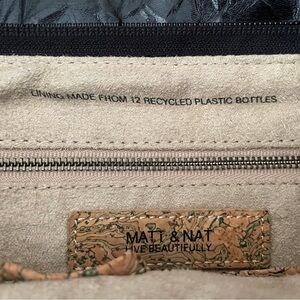 LINING MADE FROM 12 RECYCLED PLASTIC BOTTLES
MATT & NAT
LIVE BEAUTIFULLY